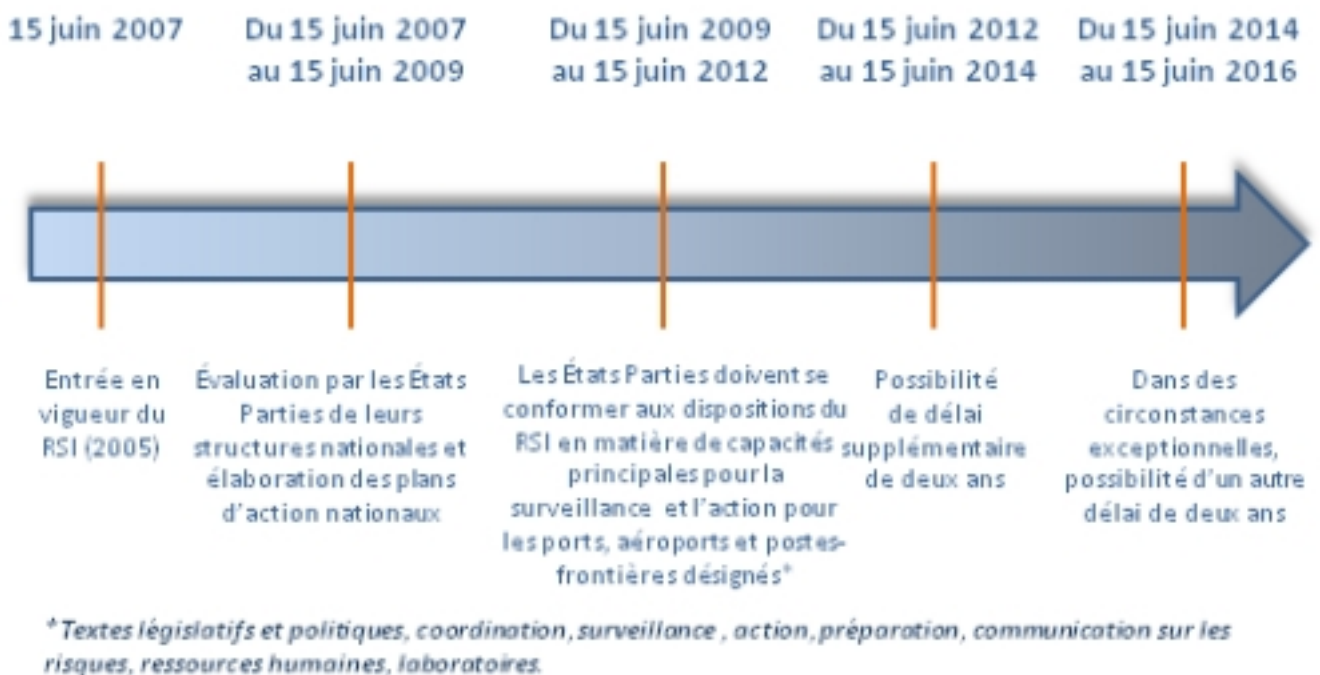 15 juin 2007
Du 15 juin 2007
au 15 juin 2009
Du 15 juin 2009
au 15 juin 2012
Du 15 juin 2012
au 15 juin 2014
Du 15 juin 2014
au 15 juin 2016
Entrée en
vigueur du
RSI (2005)
Évaluation par les États
Parties de leurs
structures nationales et
élaboration des plans
d'action nationaux
Les États Parties doivent se
conformer aux dispositions du
RSI en matière de capacités
principales pour la
surveillance et l'action pour
les ports, aéroports et postes-
frontières désignés*
Possibilité
de délai
supplémentaire
de deux ans
Dans des
circonstances
exceptionnelles,
possibilité d'un autre
délai de deux ans
*Textes législatifs et politiques, coordination, surveillance , action, préparation, communication sur les
risques, ressources humaines, laboratoires.